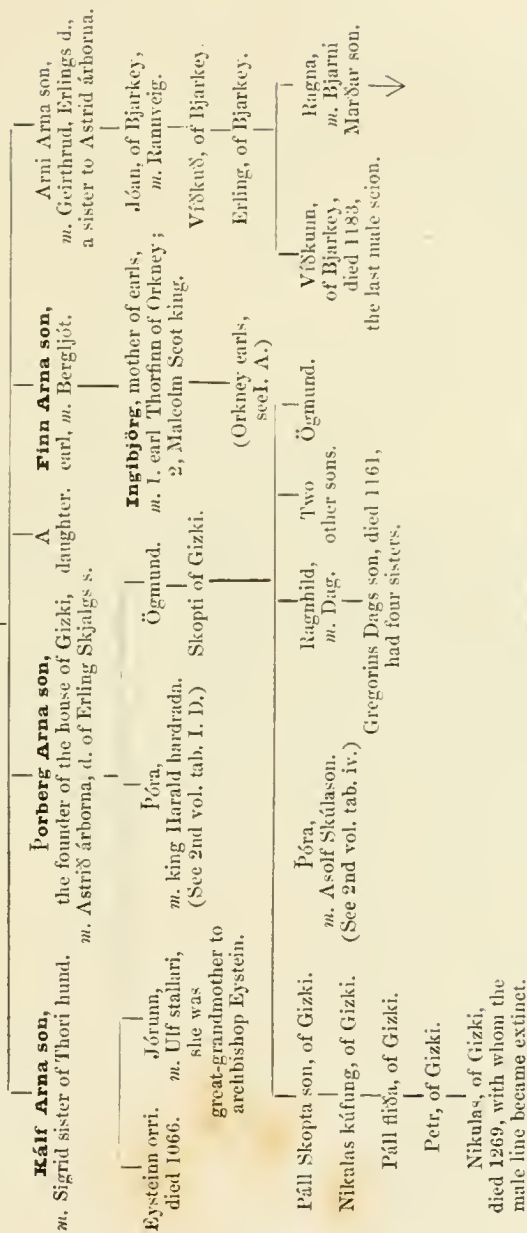 Kálf Arna son,
m. Sigrid sister of Thori hund.
Þorberg Arna son,
the founder of the house of Gizki,
m. Astrið árborna, d. of Erling Skjalgs s.
A
daughter.
Finn Arna son,
earl, m. Bergljót.
Arni Arna son,
m. Geirthrud, Erlings d.,
a sister to Astrid árborna.
Eysteinn orri.
died 1066.
Jórunn,
m. Ulf stallari,
she was
great-grandmother to
archbishop Eystein.
Þóra,
m. king Harald hardrada.
(See 2nd vol. tab. I. D.)
Ögmund.
Skopti of Gizki.
Ingibjörg, mother of earls,
m. 1. earl Thorfinn of Orkney;
2, Malcolm Scot king.
(Orkney earls,
see I. A.)
Jóan, of Bjarkey,
m. Rannveig.
Víðkuð, of Bjarkey.
Erling, of Bjarkey.
Páll Skopta son, of Gizki.
Nikalas kúfung, of Gizki.
Páll fliða, of Gizki.
Petr, of Gizki.
Nikulas, of Gizki,
died 1269, with whom the
male line became extinct.
Þóra,
m. Asolf Skúlason.
(See 2nd vol. tab. iv.)
Ragnhild,
m. Dag.
Gregorius Dags son, died 1161,
had four sisters.
Two
other sons.
Ögmund.
Víðkunn,
of Bjarkey,
died 1183,
the last male scion.
Ragna,
m. Bjarni
Marðar son.